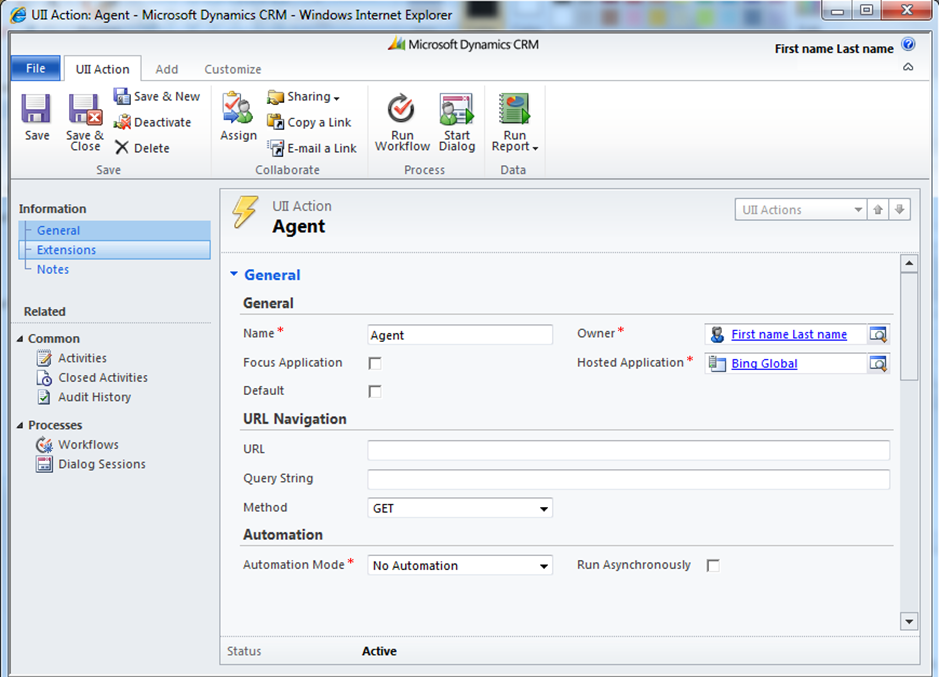 UII Action: Agent - Microsoft Dynamics CRM - Windows Internet Explorer
Microsoft Dynamics CRM
First name Last name
File UII Action Add Customize
Save
Save & Close
Save & New
Deactivate
Delete
Save
Assign
Sharing
Copy a Link
E-mail a Link
Collaborate
Run Workflow
Start Dialog
Process
Run Report
Data
Information
General
Extensions
Notes
Related
Common
Activities
Closed Activities
Audit History
Processes
Workflows
Dialog Sessions
UII Action
Agent
UII Actions
General
General
Name * Agent Owner * First name Last name
Focus Application Hosted Application * Bing Global
Default
URL Navigation
URL
Query String
Method GET
Automation
Automation Mode * No Automation Run Asynchronously
Status Active